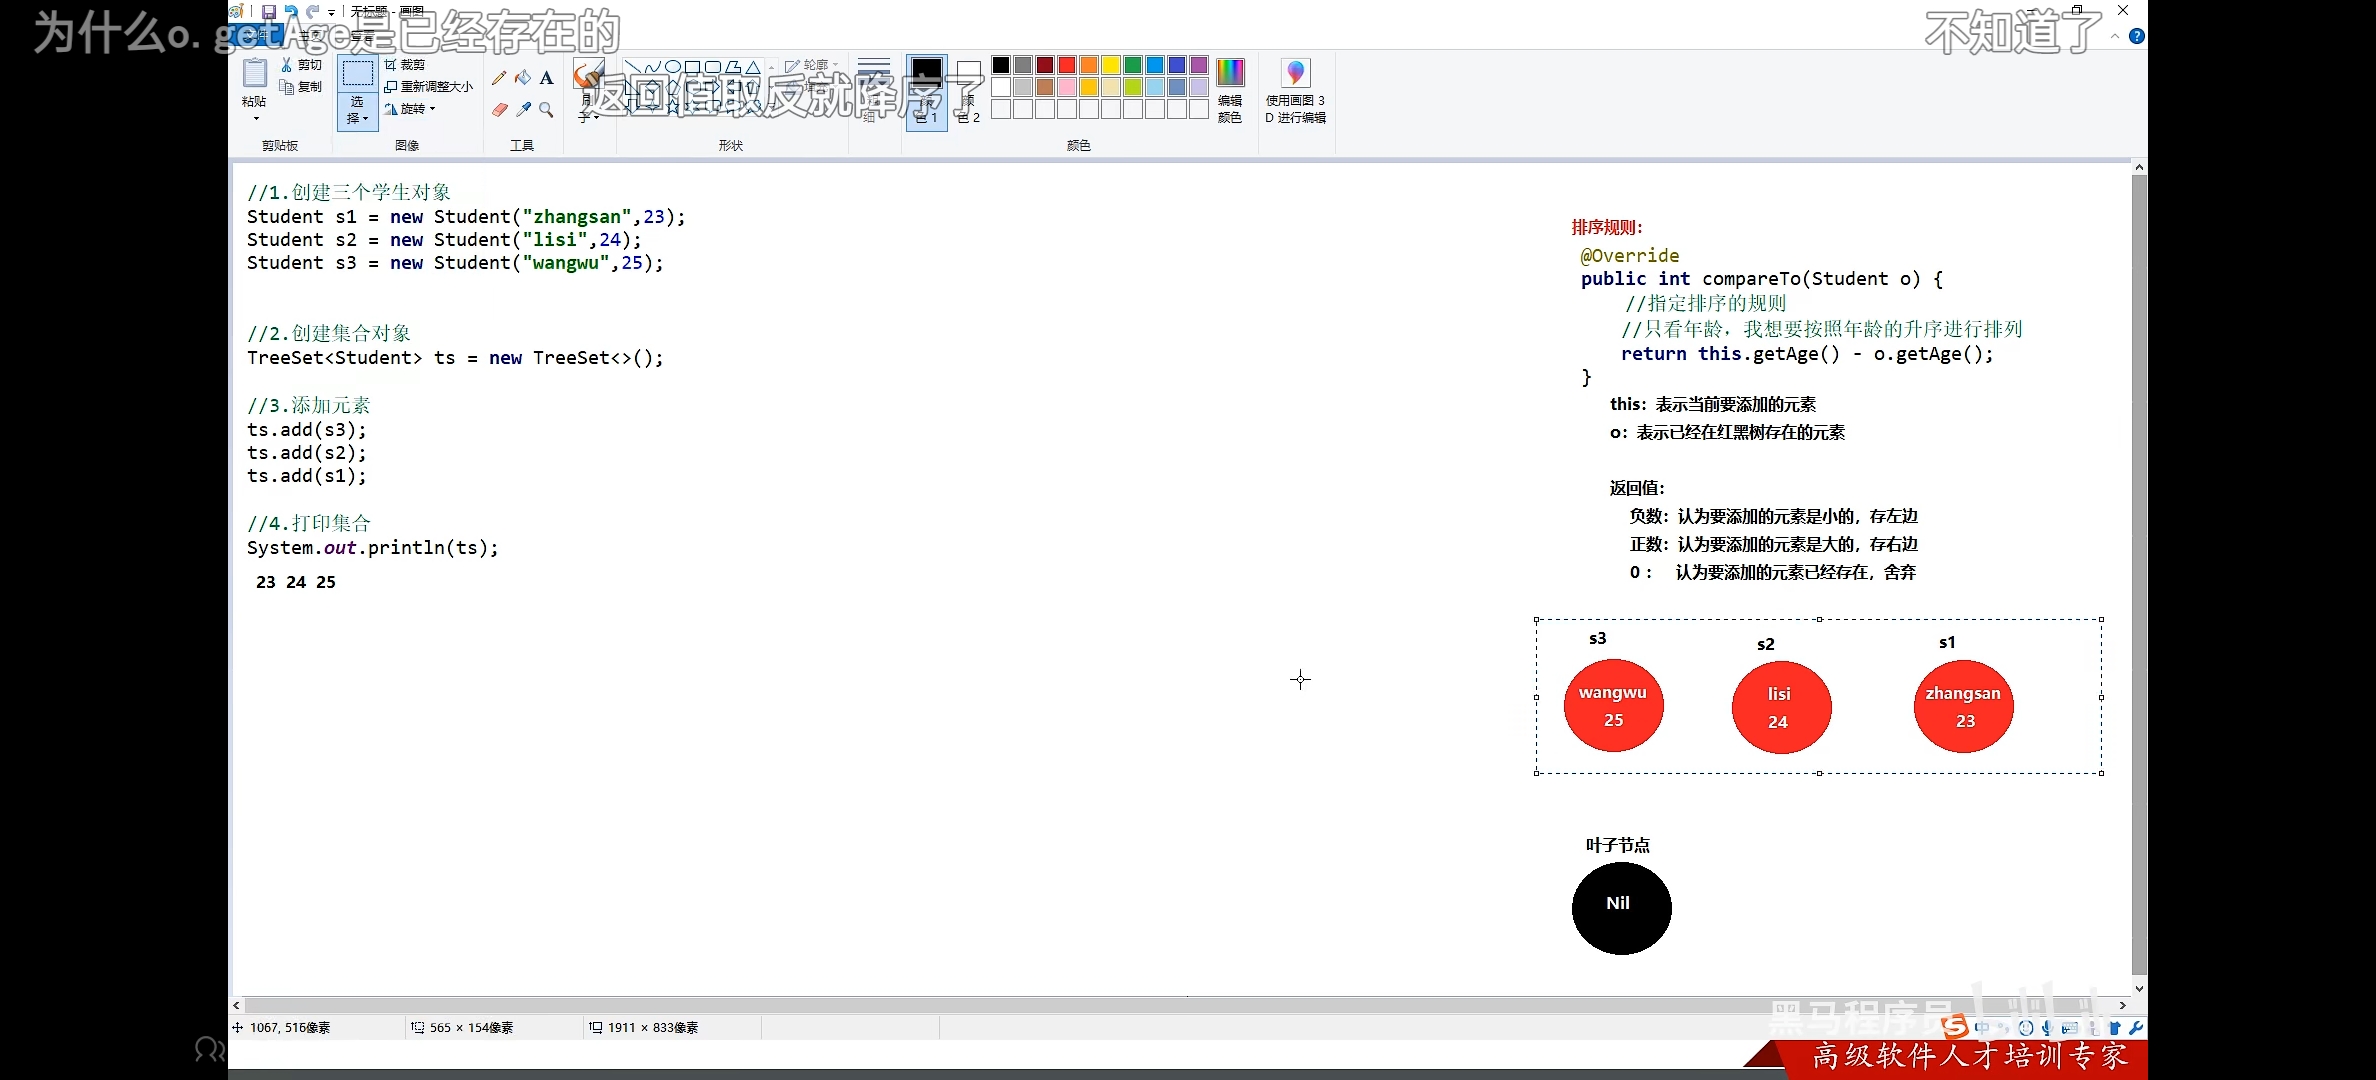 为什么o. getAge是已经存在的
不知道了
无标题 - 画图
返回值取反就降序了
粘贴
剪切
复制
剪贴板
选择
裁剪
重新调整大小
旋转
图像
工具
形状
轮廓
颜色 1
颜色 2
编辑颜色
颜色
使用画图 3D 进行编辑
//1.创建三个学生对象
Student s1 = new Student("zhangsan",23);
Student s2 = new Student("lisi",24);
Student s3 = new Student("wangwu",25);
//2.创建集合对象
TreeSet<Student> ts = new TreeSet<>();
//3.添加元素
ts.add(s3);
ts.add(s2);
ts.add(s1);
//4.打印集合
System.out.println(ts);
23 24 25
排序规则：
@Override
public int compareTo(Student o) {
//指定排序的规则
//只看年龄，我想要按照年龄的升序进行排列
return this.getAge() - o.getAge();
}
this：表示当前要添加的元素
o：表示已经在红黑树存在的元素
返回值：
负数：认为要添加的元素是小的，存左边
正数：认为要添加的元素是大的，存右边
0： 认为要添加的元素已经存在，舍弃
s3
s2
s1
wangwu
25
lisi
24
zhangsan
23
叶子节点
Nil
1067, 516像素
565 × 154像素
1911 × 833像素
黑马程序员
高级软件人才培训专家